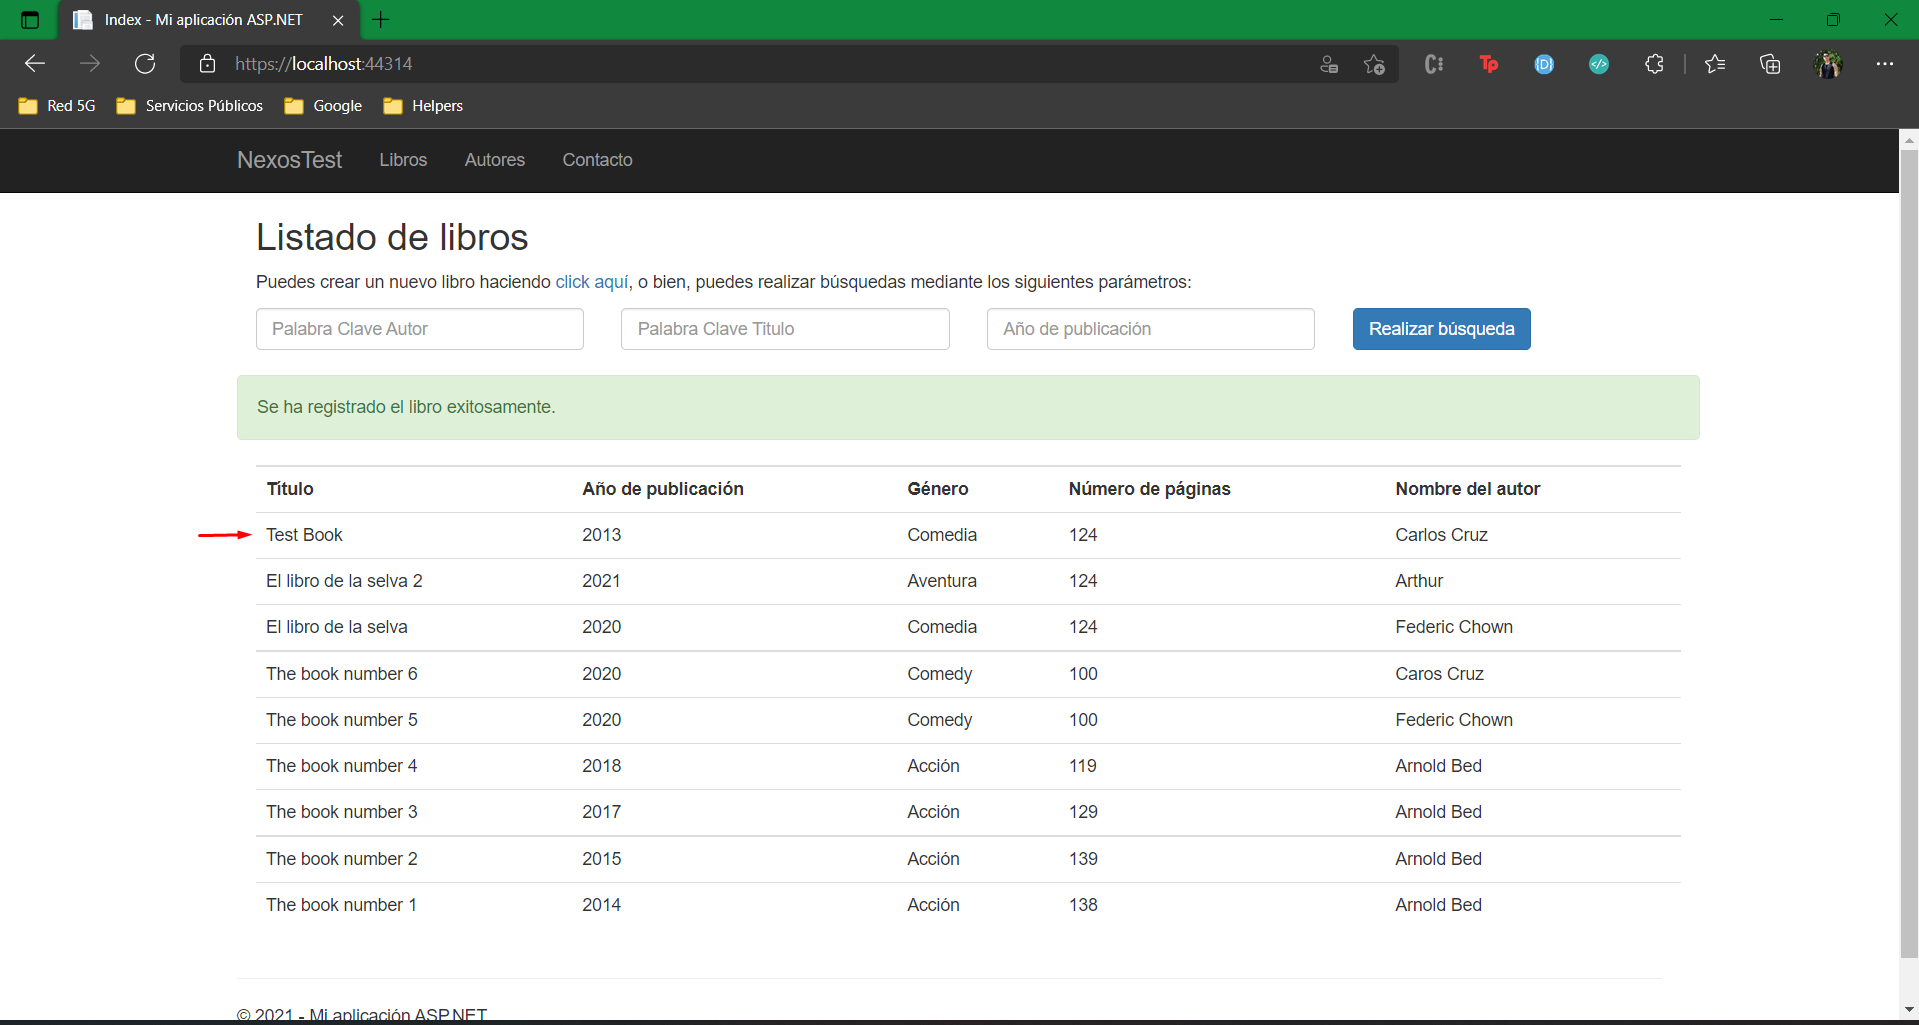 Index - Mi aplicación ASP.NET
https://localhost:44314
Red 5G Servicios Públicos Google Helpers
NexosTest Libros Autores Contacto
Listado de libros
Puedes crear un nuevo libro haciendo click aquí, o bien, puedes realizar búsquedas mediante los siguientes parámetros:
Palabra Clave Autor Palabra Clave Titulo Año de publicación Realizar búsqueda
Se ha registrado el libro exitosamente.
Título Año de publicación Género Número de páginas Nombre del autor
Test Book 2013 Comedia 124 Carlos Cruz
El libro de la selva 2 2021 Aventura 124 Arthur
El libro de la selva 2020 Comedia 124 Federic Chown
The book number 6 2020 Comedy 100 Caros Cruz
The book number 5 2020 Comedy 100 Federic Chown
The book number 4 2018 Acción 119 Arnold Bed
The book number 3 2017 Acción 129 Arnold Bed
The book number 2 2015 Acción 139 Arnold Bed
The book number 1 2014 Acción 138 Arnold Bed
© 2021 - Mi aplicación ASP.NET